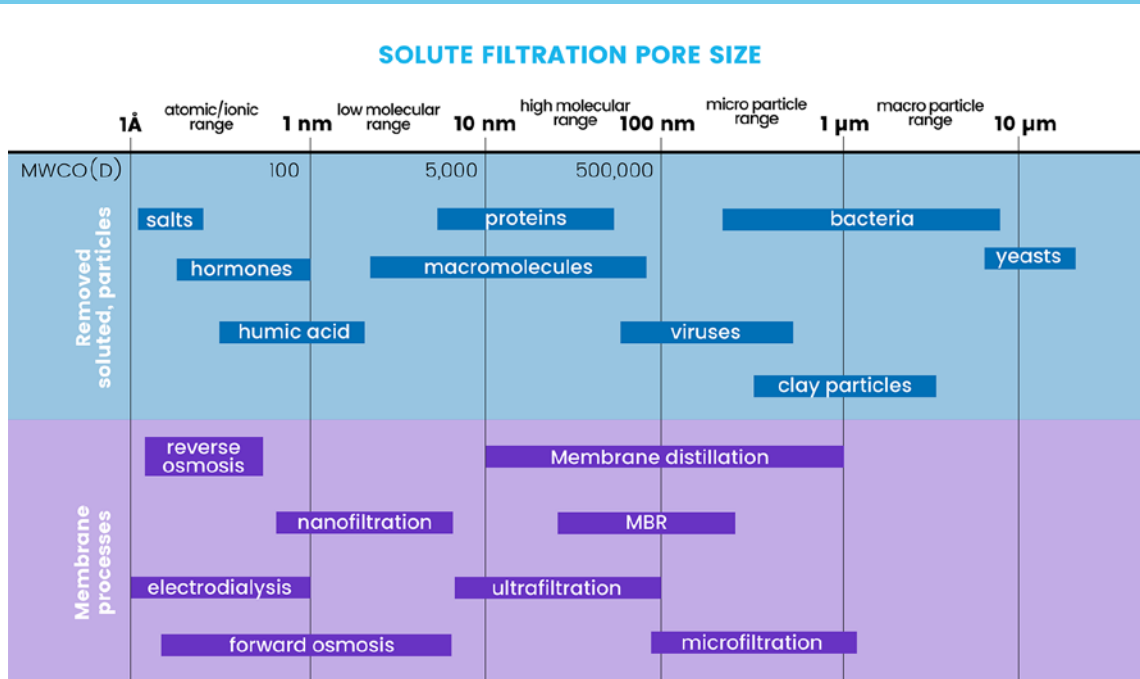 SOLUTE FILTRATION PORE SIZE
atomic/ionic
range
low molecular
range
high molecular
range
micro particle
range
macro particle
range
1Å
1 nm
10 nm
100 nm
1 µm
10 µm
MWCO(D)
100
5,000
500,000
Removed
soluted, particles
salts
proteins
bacteria
hormones
macromolecules
yeasts
humic acid
viruses
clay particles
Membrane
processes
reverse
osmosis
Membrane distillation
nanofiltration
MBR
electrodialysis
ultrafiltration
forward osmosis
microfiltration